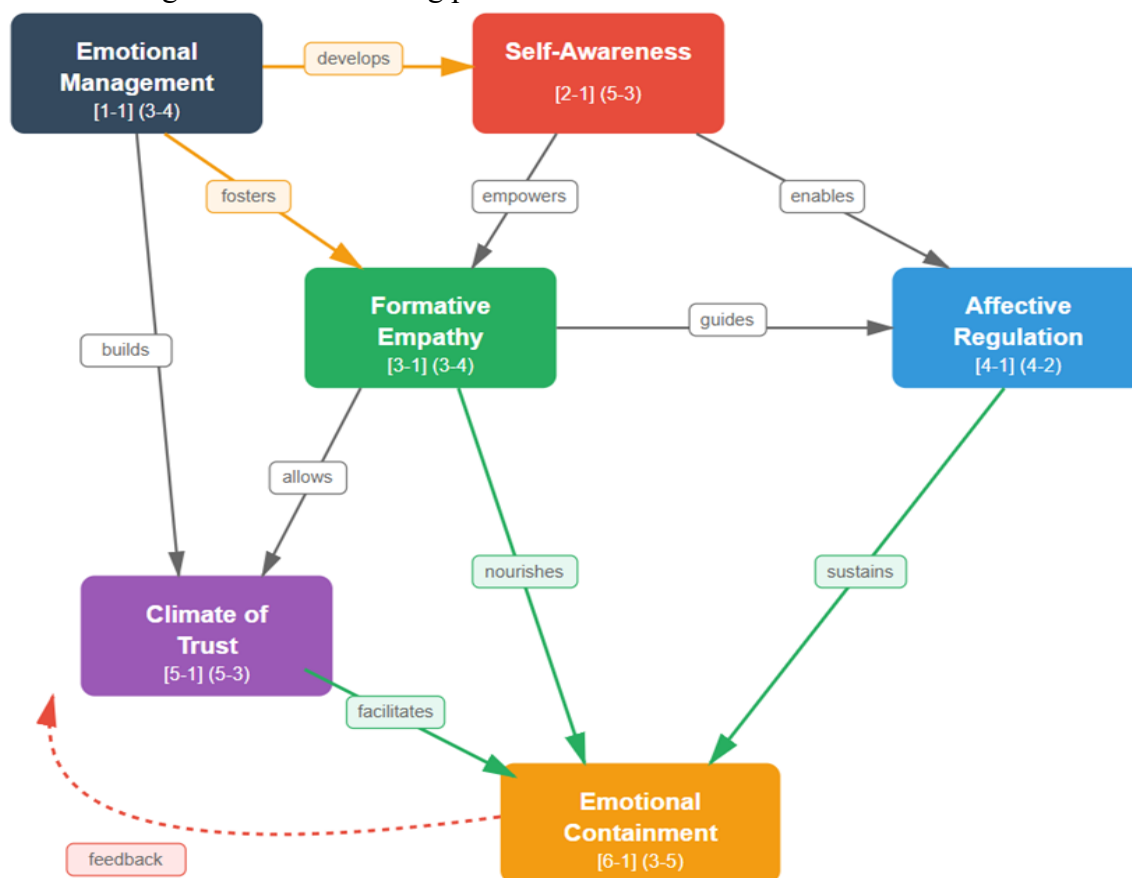 Emotional
Management
[1-1] (3-4)
develops
Self-Awareness
[2-1] (5-3)
fosters
empowers
enables
Formative
Empathy
[3-1] (3-4)
guides
Affective
Regulation
[4-1] (4-2)
builds
allows
nourishes
sustains
Climate of
Trust
[5-1] (5-3)
facilitates
Emotional
Containment
[6-1] (3-5)
feedback